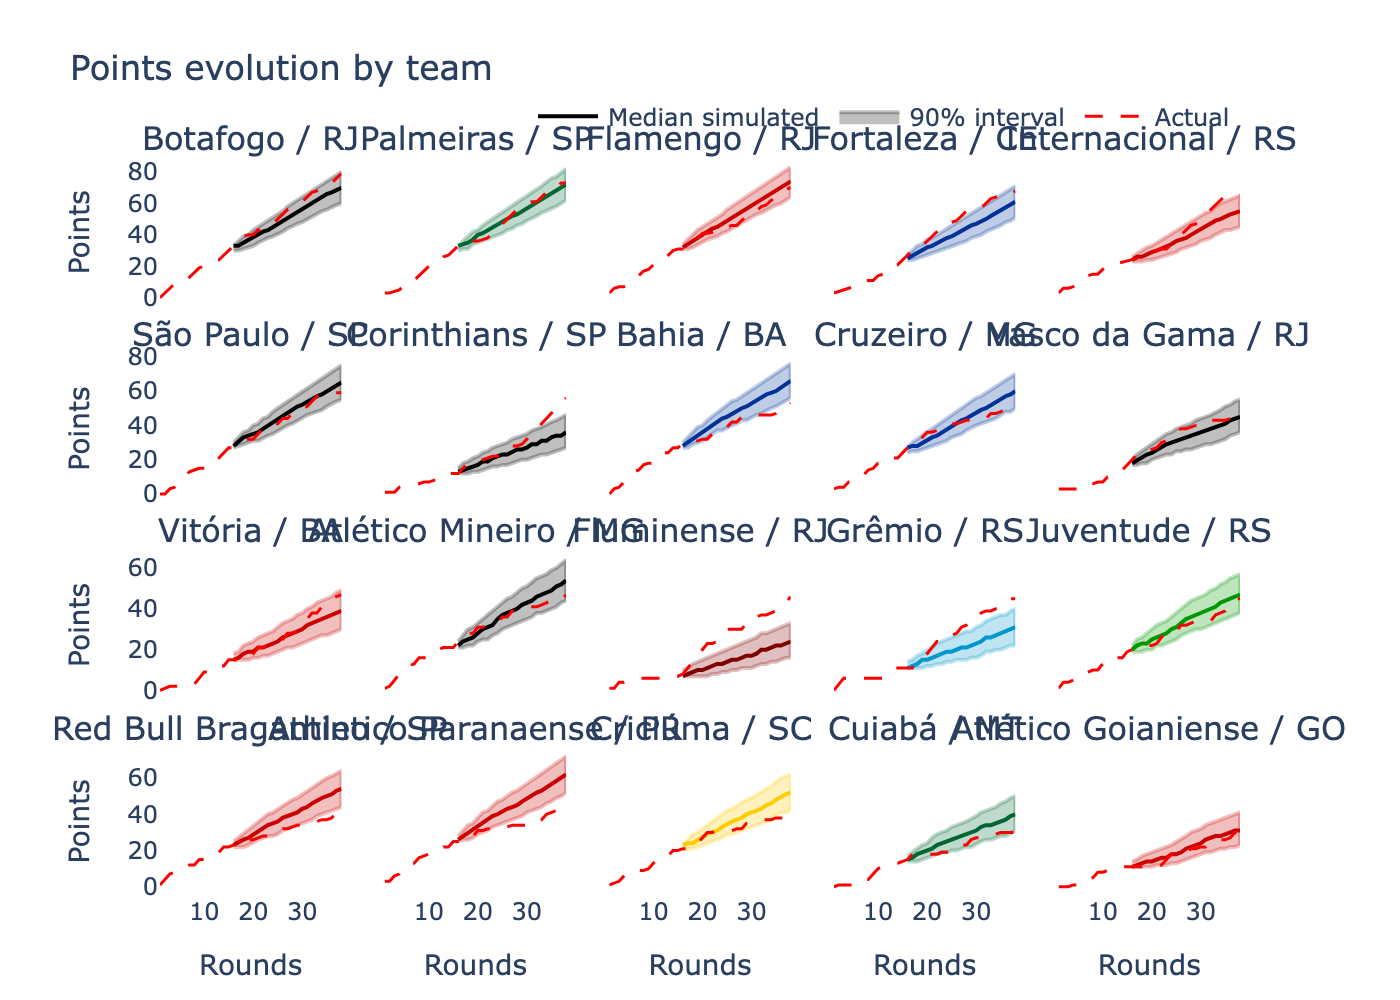 Points evolution by team
Median simulated 90% interval Actual
Botafogo / RJ Palmeiras / SP Flamengo / RJ Fortaleza / CE Internacional / RS
80
60
40
20
0
Points
São Paulo / SP Corinthians / SP Bahia / BA Cruzeiro / MG Vasco da Gama / RJ
80
60
40
20
0
Points
Vitória / BA Atlético Mineiro / MG Fluminense / RJ Grêmio / RS Juventude / RS
60
40
20
0
Points
Red Bull Bragantino / SP Athletico Paranaense / PR Criciúma / SC Cuiabá / MT Atlético Goianiense / GO
60
40
20
0
Points
10 20 30 10 20 30 10 20 30 10 20 30 10 20 30
Rounds Rounds Rounds Rounds Rounds